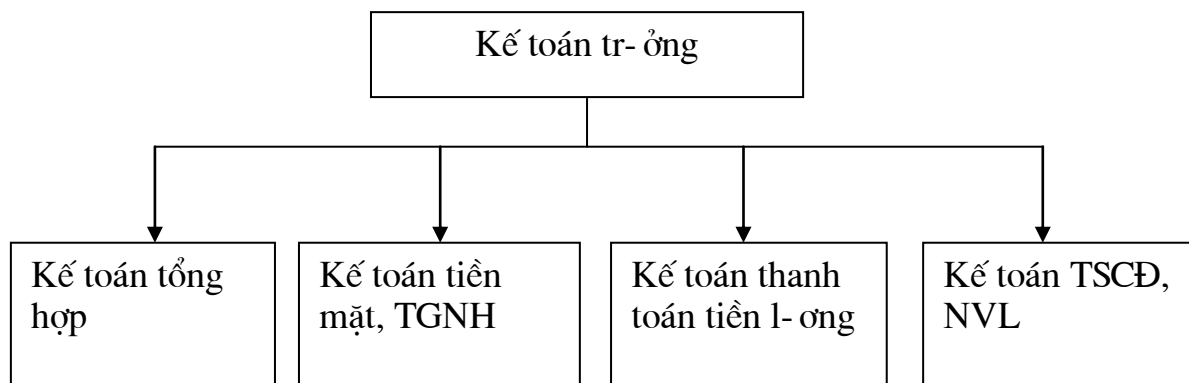 Kế toán tr- ởng
Kế toán tổng
hợp
Kế toán tiền
mặt, TGNH
Kế toán thanh
toán tiền l- ơng
Kế toán TSCĐ,
NVL